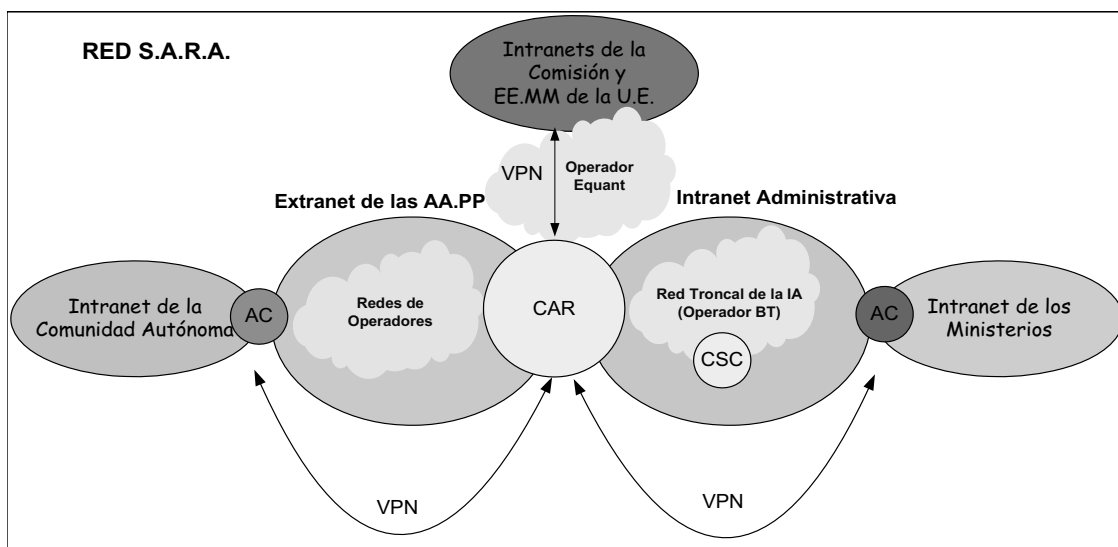 RED S.A.R.A.
Intranets de la
Comisión y
EE.MM de la U.E.
VPN
Operador
Equant
Extranet de las AA.PP
Intranet Administrativa
Intranet de la
Comunidad Autónoma
AC
Redes de
Operadores
CAR
Red Troncal de la IA
(Operador BT)
CSC
AC
Intranet de los
Ministerios
VPN
VPN